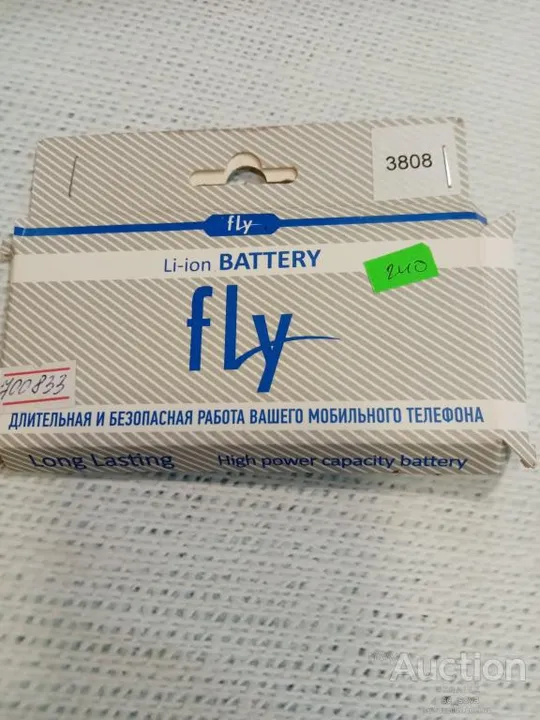 3808
fly
Li-ion BATTERY
240
fly
700833
ДЛИТЕЛЬНАЯ И БЕЗОПАСНАЯ РАБОТА ВАШЕГО МОБИЛЬНОГО ТЕЛЕФОНА
Long Lasting High power capacity battery
Auction